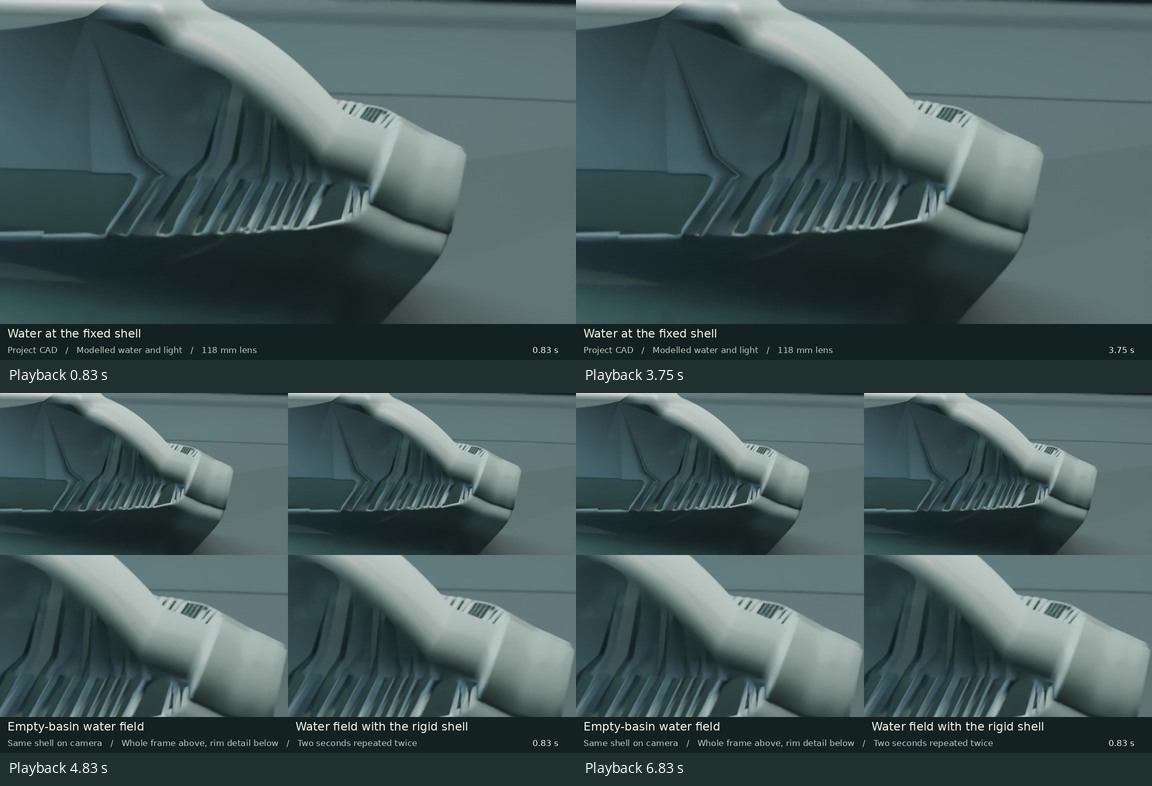 Water at the fixed shell
Project CAD / Modelled water and light / 118 mm lens 0.83 s
Playback 0.83 s
Water at the fixed shell
Project CAD / Modelled water and light / 118 mm lens 3.75 s
Playback 3.75 s
Empty-basin water field Water field with the rigid shell
Same shell on camera / Whole frame above, rim detail below / Two seconds repeated twice 0.83 s
Playback 4.83 s
Empty-basin water field Water field with the rigid shell
Same shell on camera / Whole frame above, rim detail below / Two seconds repeated twice 0.83 s
Playback 6.83 s